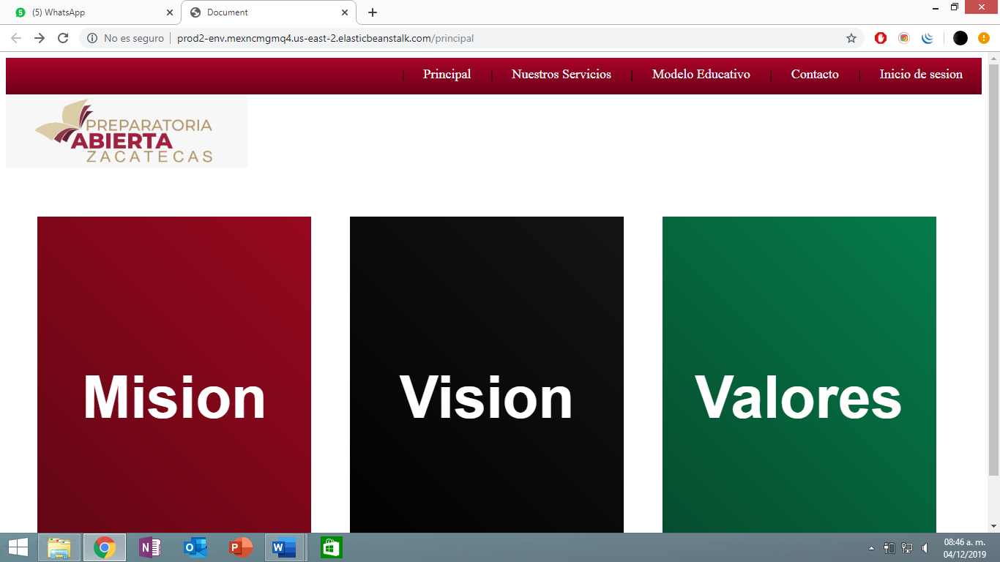 (5) WhatsApp
Document
No es seguro
prod2-env.mexncmgmq4.us-east-2.elasticbeanstalk.com/principal
| Principal | Nuestros Servicios | Modelo Educativo | Contacto | Inicio de sesion
PREPARATORIA
ABIERTA
ZACATECAS
Mision
Vision
Valores
08:46 a. m.
04/12/2019